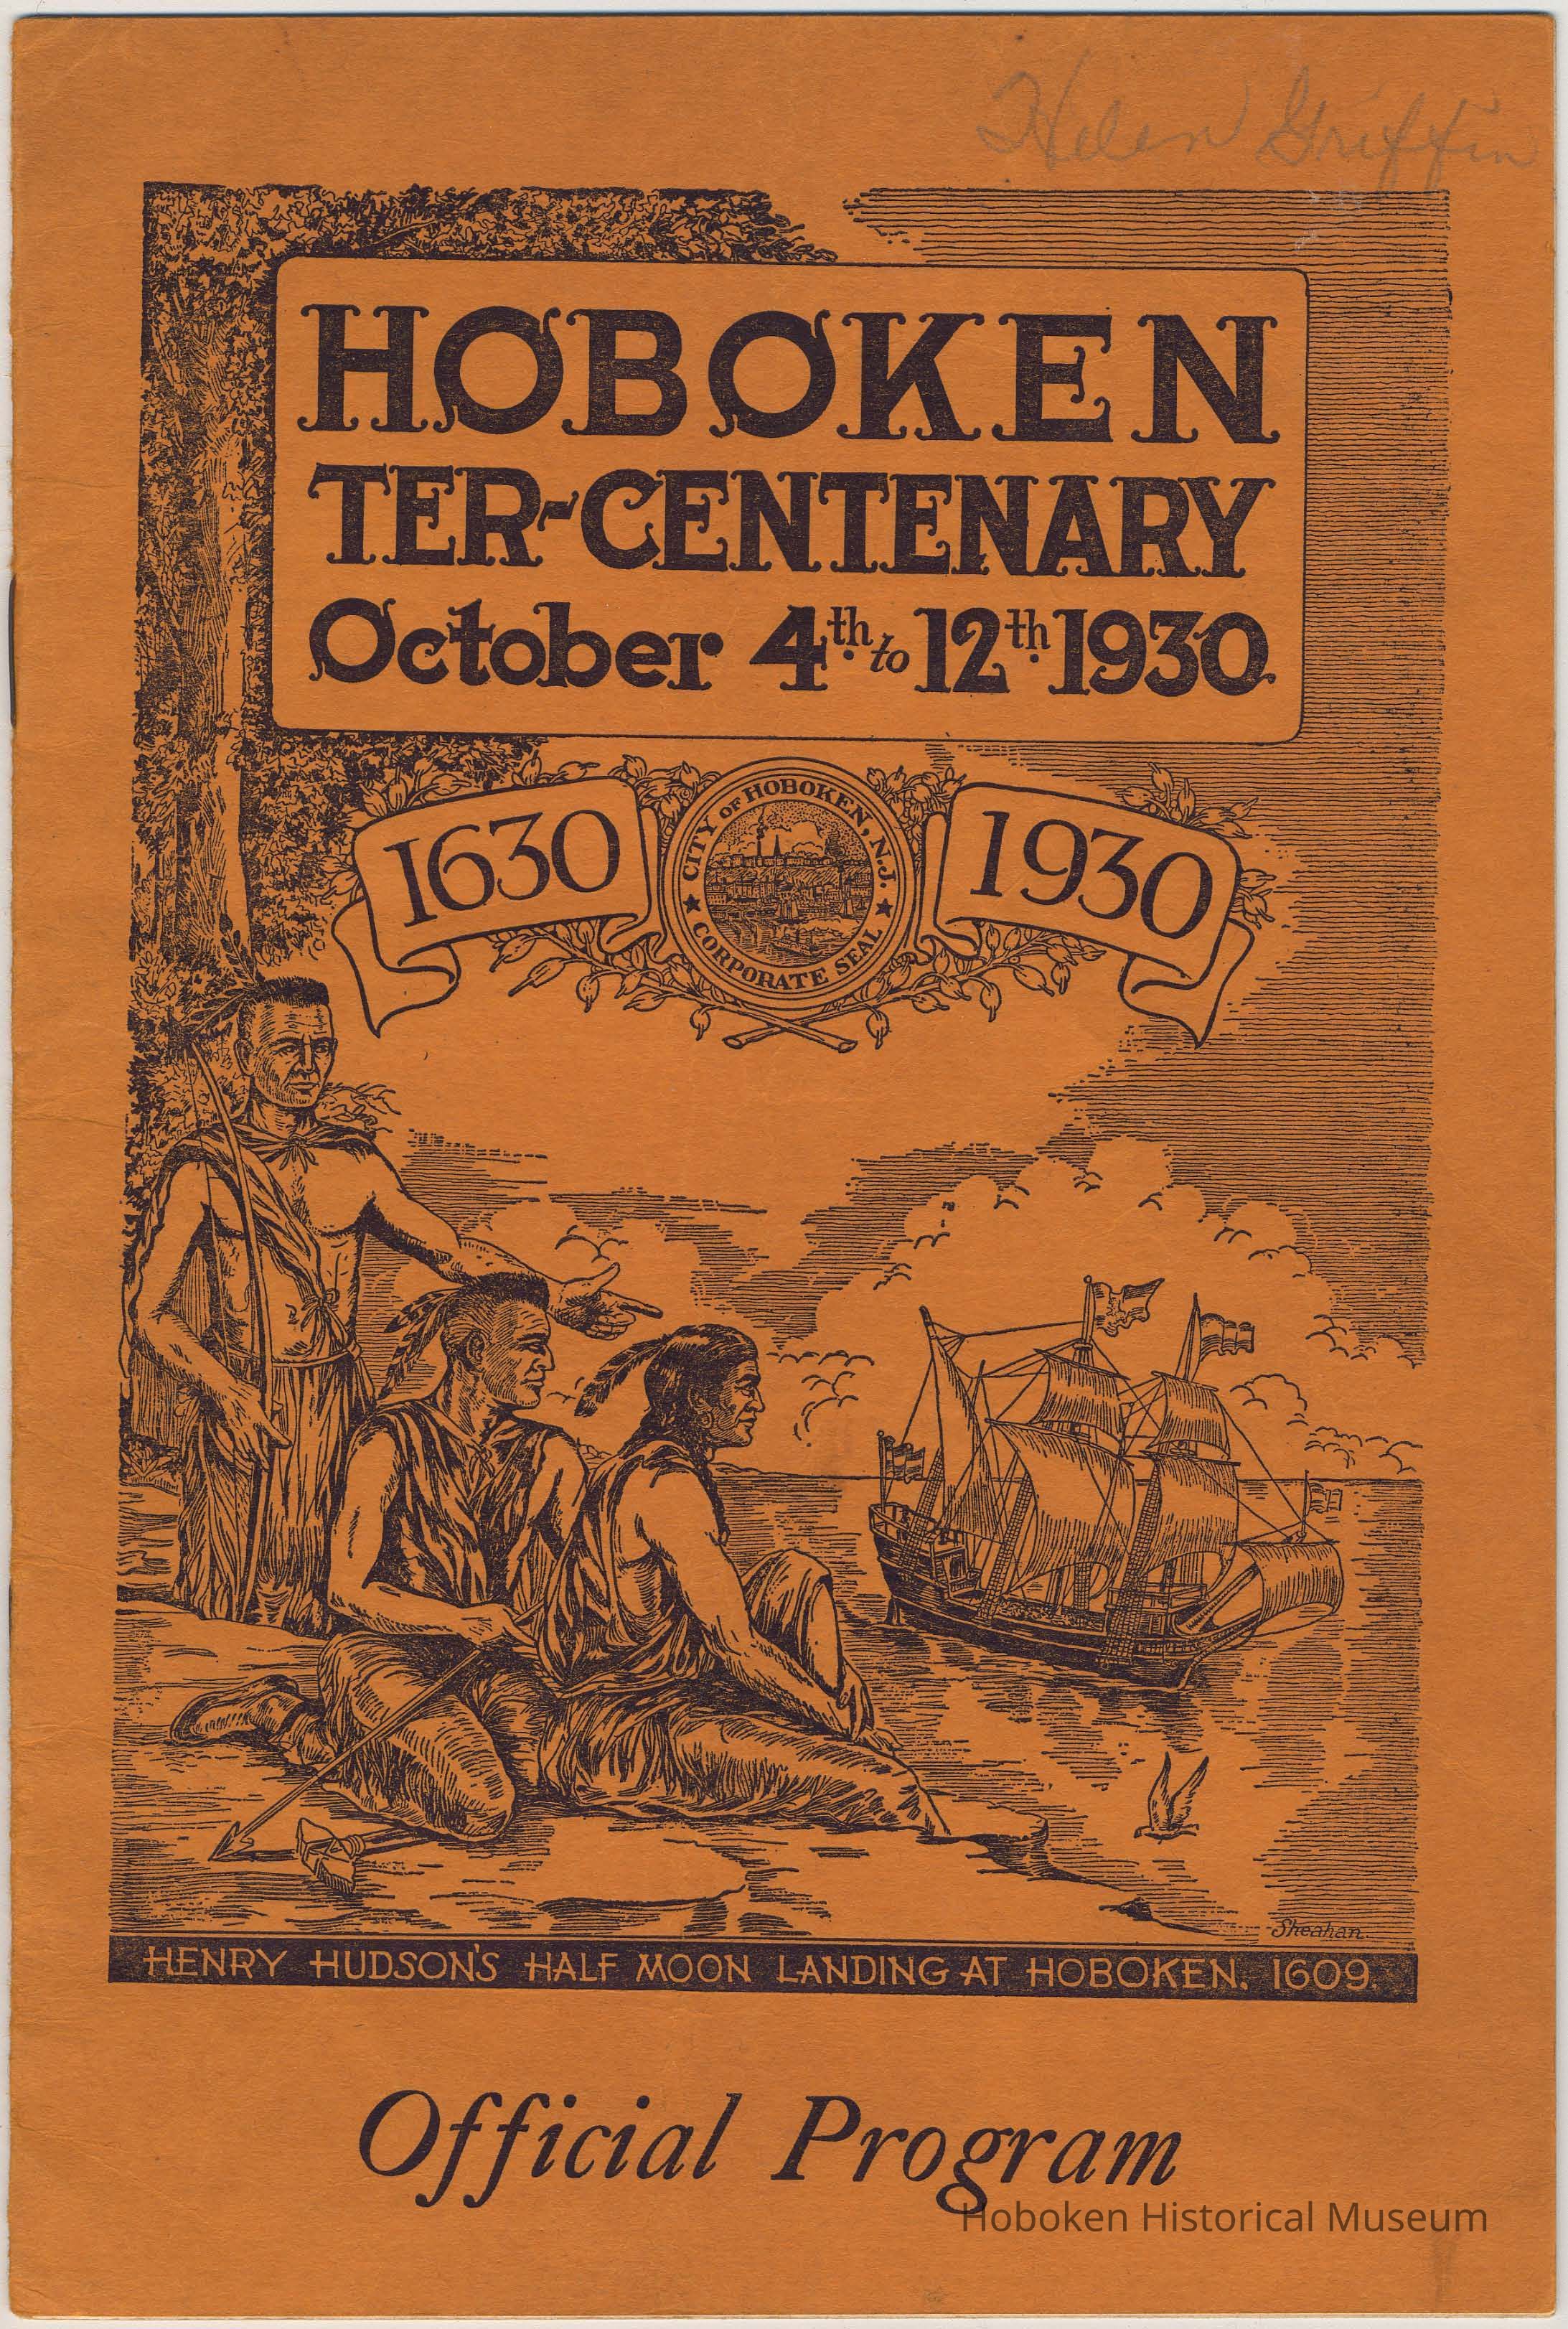 Helen Griffin
HOBOKEN
TER-CENTENARY
October 4th. to 12th. 1930.
1630
CITY OF HOBOKEN, N.J.
★ CORPORATE SEAL ★
1930
Sheahan.
HENRY HUDSON'S HALF MOON LANDING AT HOBOKEN, 1609.
Official Program
Hoboken Historical Museum